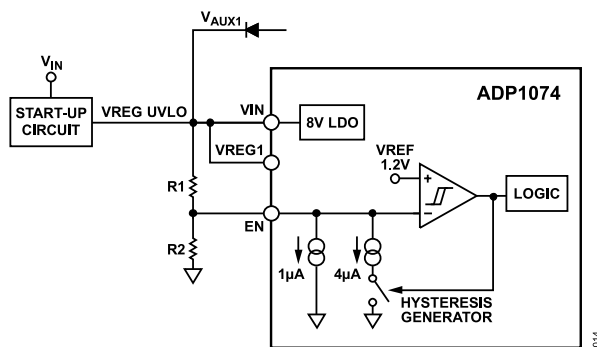 VAUX1
VIN
START-UP
CIRCUIT
VREG UVLO
VIN
8V LDO
ADP1074
VREG1
VREF
1.2V
+
LOGIC
R1
EN
–
R2
1µA
4µA
HYSTERESIS
GENERATOR
014